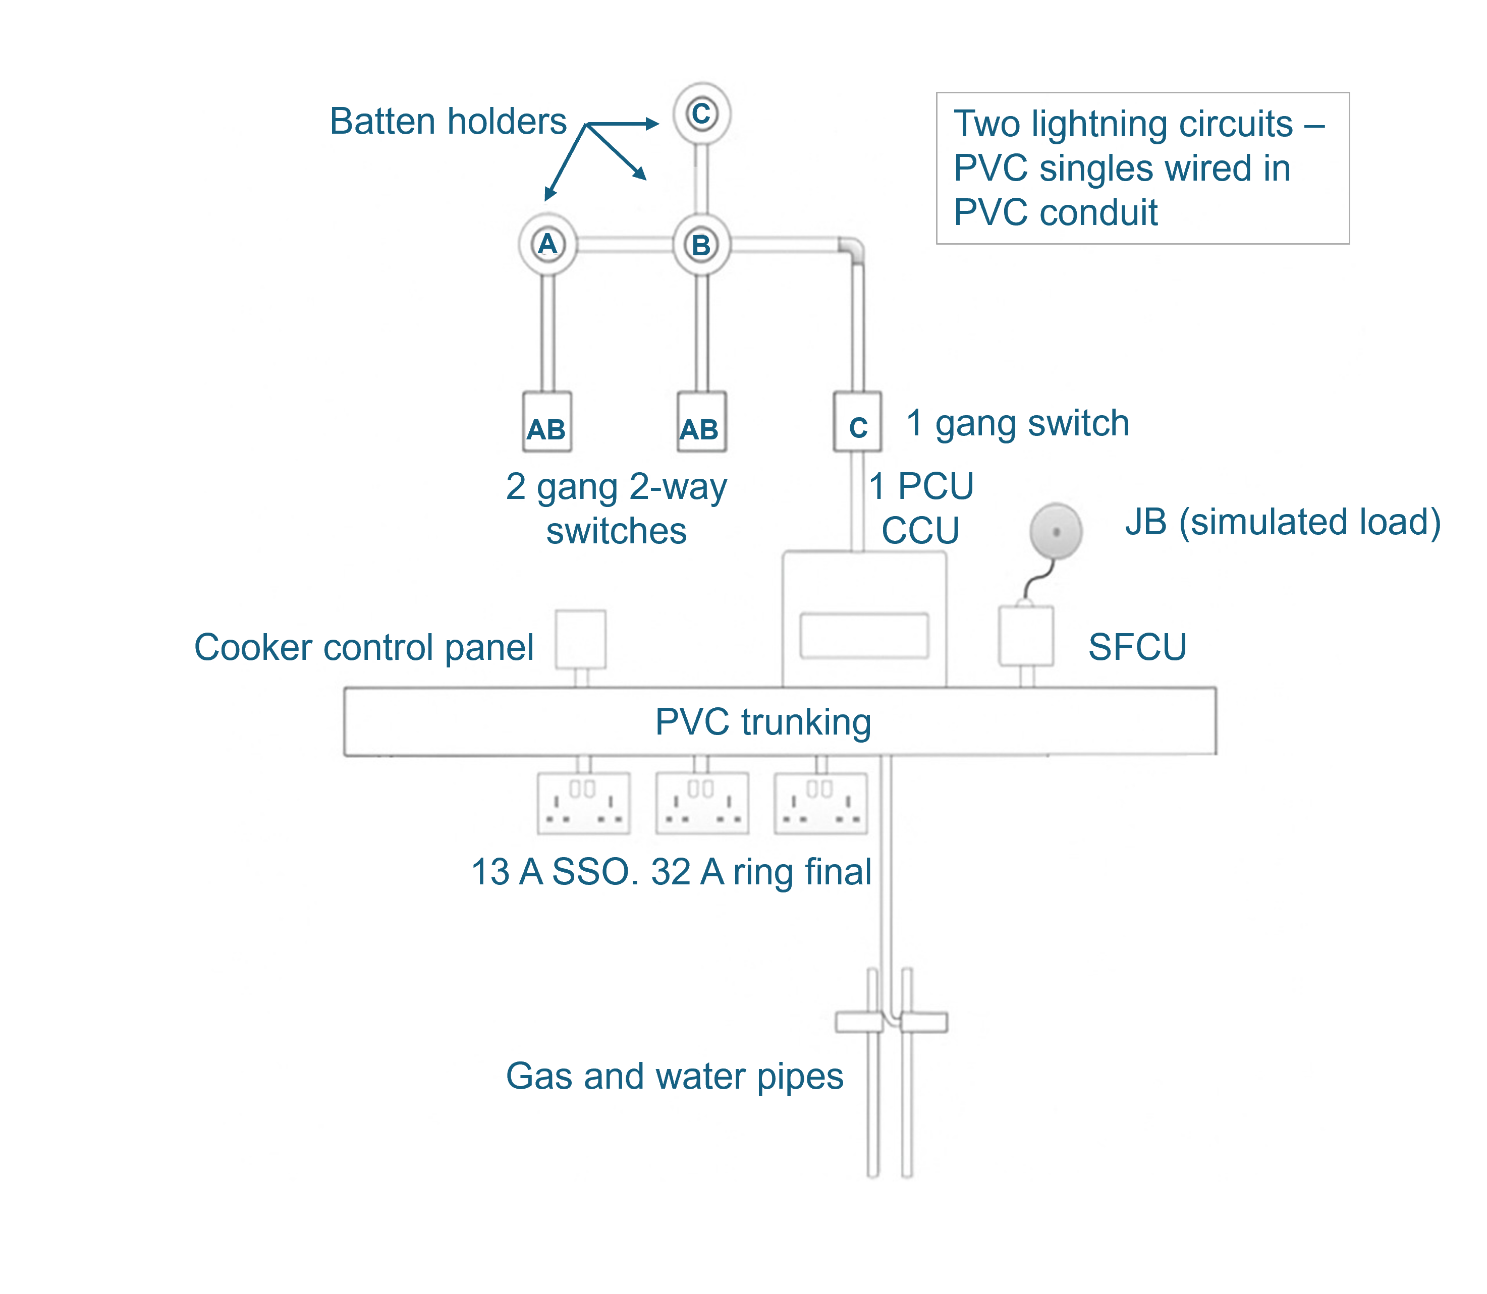 C
Batten holders
Two lightning circuits –
PVC singles wired in
PVC conduit
A
B
AB
AB
C
1 gang switch
2 gang 2-way
switches
1 PCU
CCU
JB (simulated load)
Cooker control panel
SFCU
PVC trunking
13 A SSO. 32 A ring final
Gas and water pipes